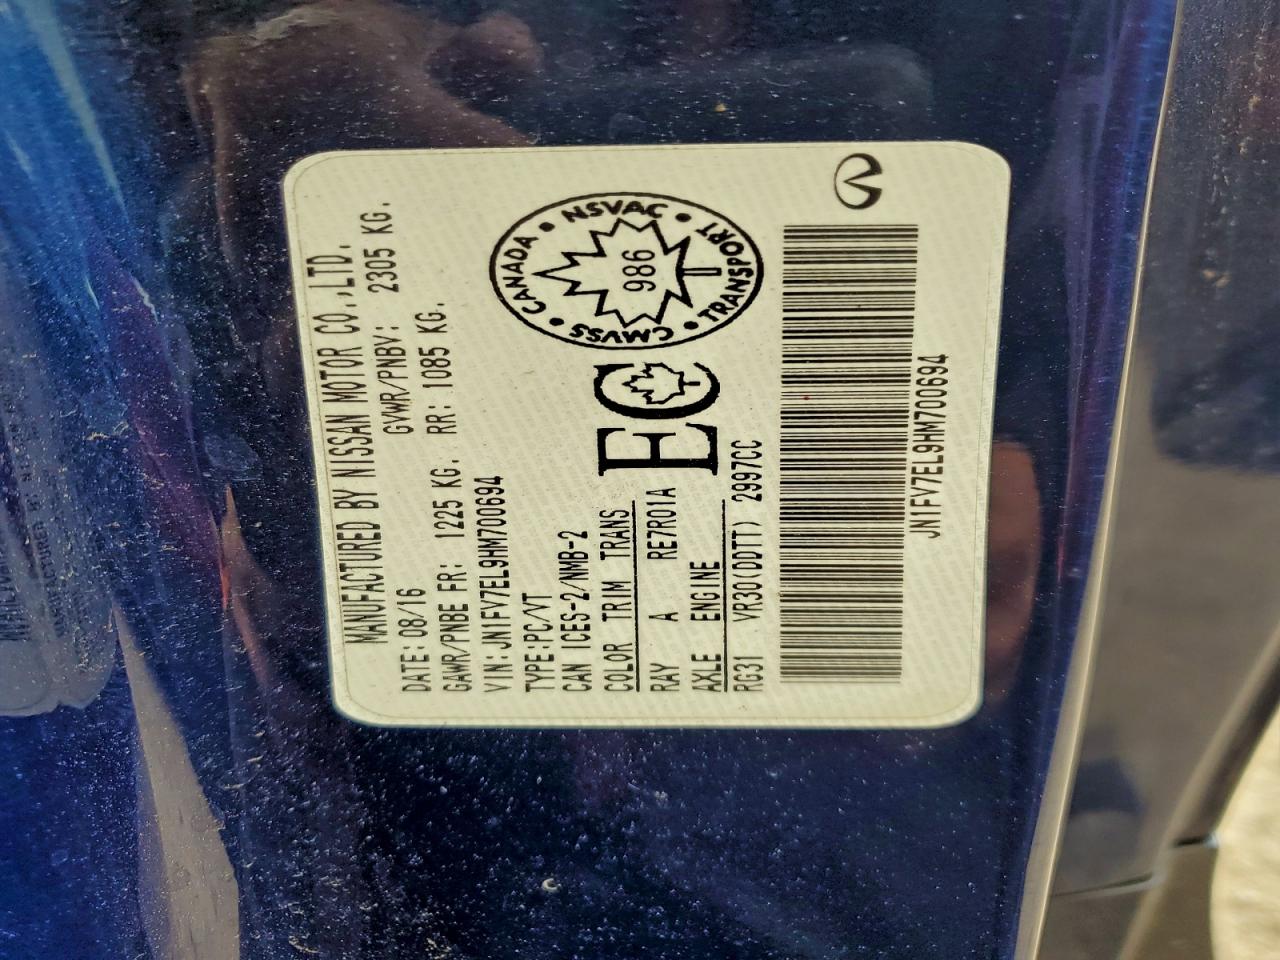 MANUFACTURED BY NISSAN MOTOR CO.,LTD.
DATE: 08/16 GVWR/PNBV: 2305 KG.
GAWR/PNBE FR: 1225 KG. RR: 1085 KG.
VIN: JN1FV7EL9HM700694
TYPE: PC/VT
CAN ICES-2/NMB-2
COLOR TRIM TRANS
RAY A RE7R01A
AXLE ENGINE
RG31 VR30(DDTT) 2997CC
EC
CANADA • NSVAC • TRANSPORT • CMVSS •
986
JN1FV7EL9HM700694